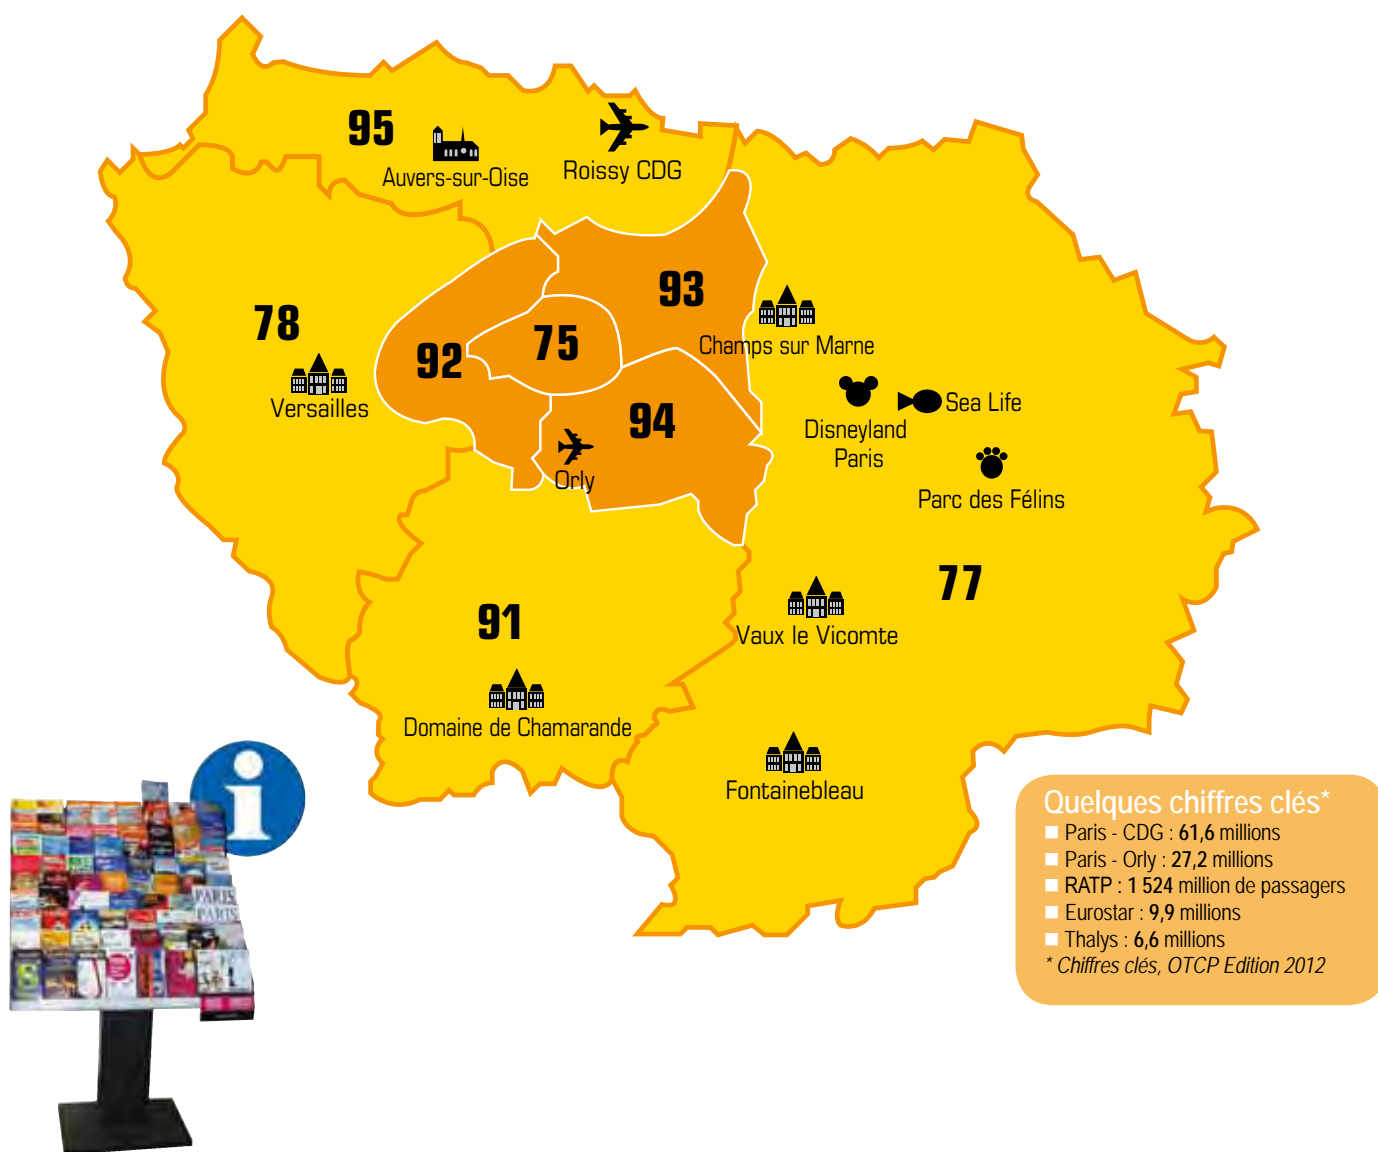 95
Auvers-sur-Oise
Roissy CDG
78
Versailles
92
75
93
Champs sur Marne
94
Orly
Disneyland
Paris
Sea Life
Parc des Félins
77
91
Vaux le Vicomte
Domaine de Chamarande
Fontainebleau
i
PARIS
PARIS
Quelques chiffres clés*
Paris - CDG : 61,6 millions
Paris - Orly : 27,2 millions
RATP : 1 524 million de passagers
Eurostar : 9,9 millions
Thalys : 6,6 millions
* Chiffres clés, OTCP Edition 2012